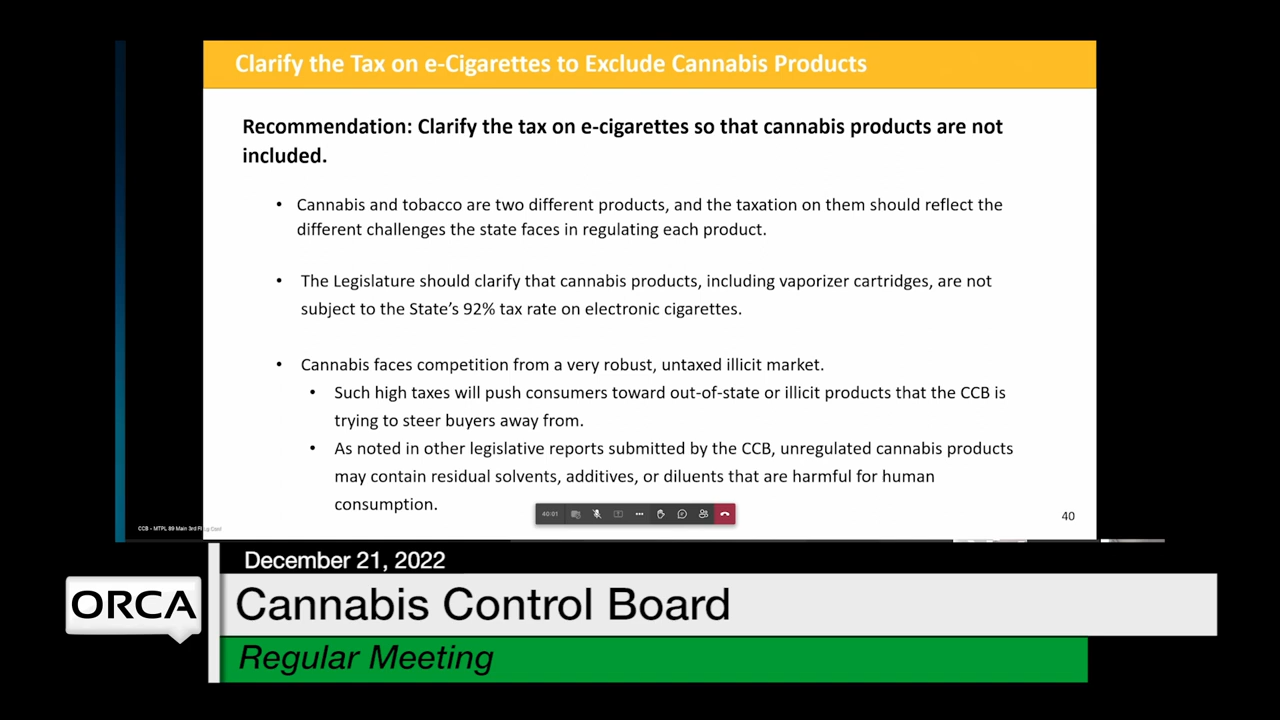 Clarify the Tax on e-Cigarettes to Exclude Cannabis Products
Recommendation: Clarify the tax on e-cigarettes so that cannabis products are not
included.
• Cannabis and tobacco are two different products, and the taxation on them should reflect the
different challenges the state faces in regulating each product.
• The Legislature should clarify that cannabis products, including vaporizer cartridges, are not
subject to the State’s 92% tax rate on electronic cigarettes.
• Cannabis faces competition from a very robust, untaxed illicit market.
• Such high taxes will push consumers toward out-of-state or illicit products that the CCB is
trying to steer buyers away from.
• As noted in other legislative reports submitted by the CCB, unregulated cannabis products
may contain residual solvents, additives, or diluents that are harmful for human
consumption.
40:01
40
CCB - MTPL 89 Main 3rd
December 21, 2022
ORCA
Cannabis Control Board
Regular Meeting